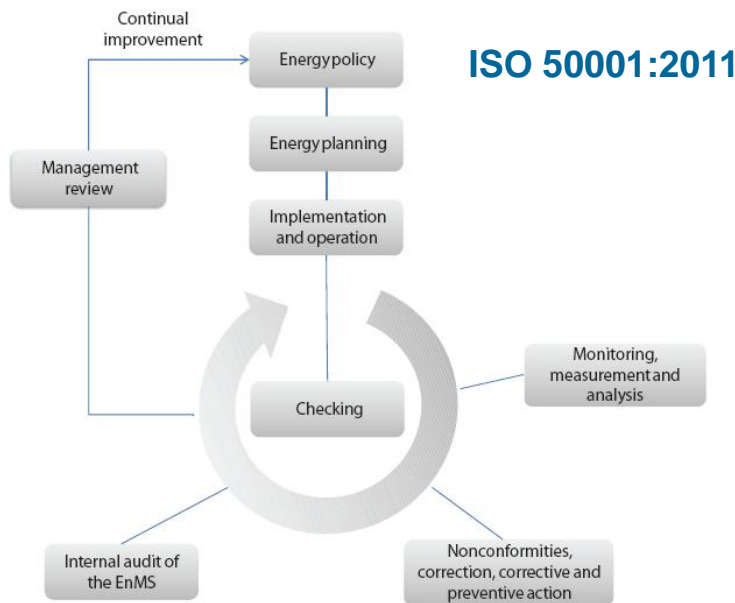 Continual
improvement
Energy policy
ISO 50001:2011
Energy planning
Management
review
Implementation
and operation
Monitoring,
measurement and
analysis
Checking
Internal audit of
the EnMS
Nonconformities,
correction, corrective and
preventive action